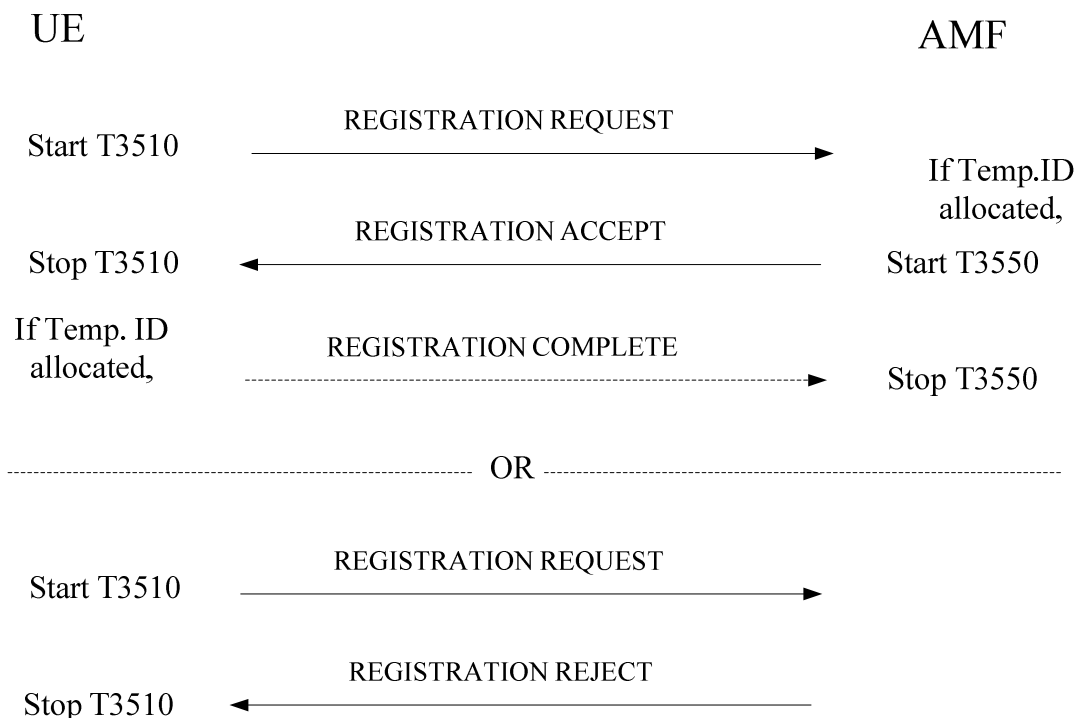 UE
AMF
REGISTRATION REQUEST
Start T3510
If Temp.ID
allocated,
REGISTRATION ACCEPT
Stop T3510
Start T3550
If Temp. ID
allocated,
REGISTRATION COMPLETE
Stop T3550
OR
REGISTRATION REQUEST
Start T3510
REGISTRATION REJECT
Stop T3510